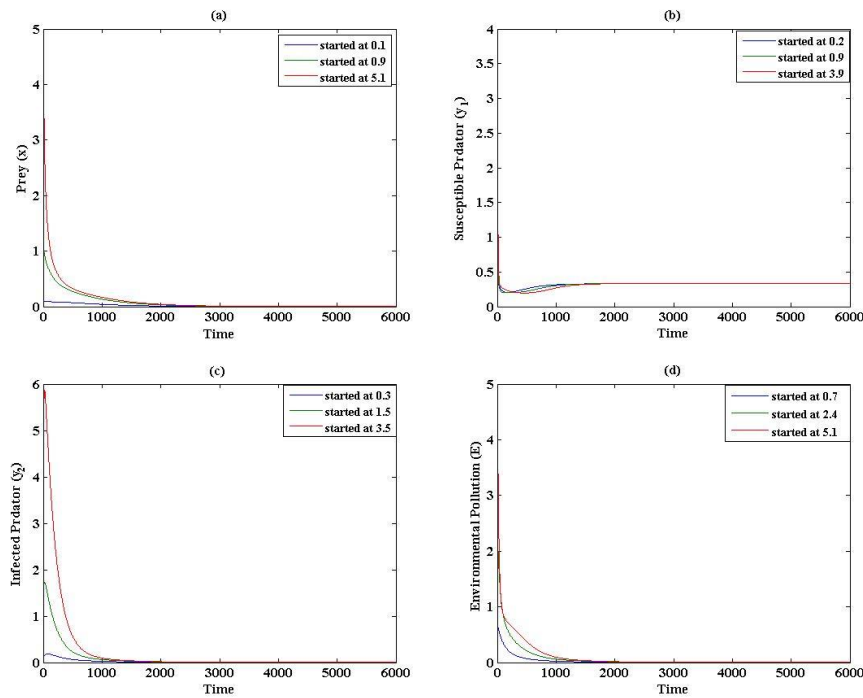 (a)
5
4
3
2
1
0
Prey (x)
0 1000 2000 3000 4000 5000 6000
Time
started at 0.1
started at 0.9
started at 5.1
(b)
4
3.5
3
2.5
2
1.5
1
0.5
0
Susceptible Prdator (y1)
0 1000 2000 3000 4000 5000 6000
Time
started at 0.2
started at 0.9
started at 3.9
(c)
6
5
4
3
2
1
0
Infected Prdator (y2)
0 1000 2000 3000 4000 5000 6000
Time
started at 0.3
started at 1.5
started at 3.5
(d)
5
4
3
2
1
0
Environmental Pollution (E)
0 1000 2000 3000 4000 5000 6000
Time
started at 0.7
started at 2.4
started at 5.1